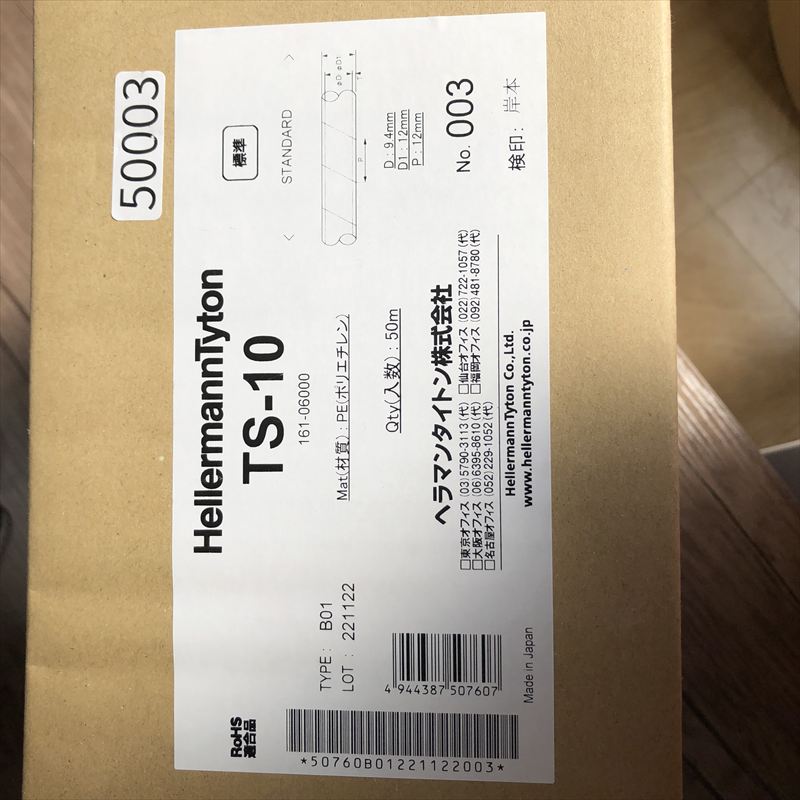 50003
標準
< STANDARD >
φD
φD1
T
P
D : 9.4mm
D1 : 12mm
P : 12mm
No. 003
検印 : 岸本
HellermannTyton
TS-10
161-06000
Mat(材質) : PE(ポリエチレン)
Qty(入数) : 50m
ヘラマンタイトン株式会社
□東京オフィス (03)5790-3113(代) □仙台オフィス (022)722-1057(代)
□大阪オフィス (06)6395-8610(代) □福岡オフィス (092)481-8780(代)
□名古屋オフィス (052)229-1052(代)
HellermannTyton Co.,Ltd.
www.hellermanntyton.co.jp
TYPE : B01
LOT : 221122
4 944387 507607
Made in Japan
RoHS
適合品
*50760B01221122003*